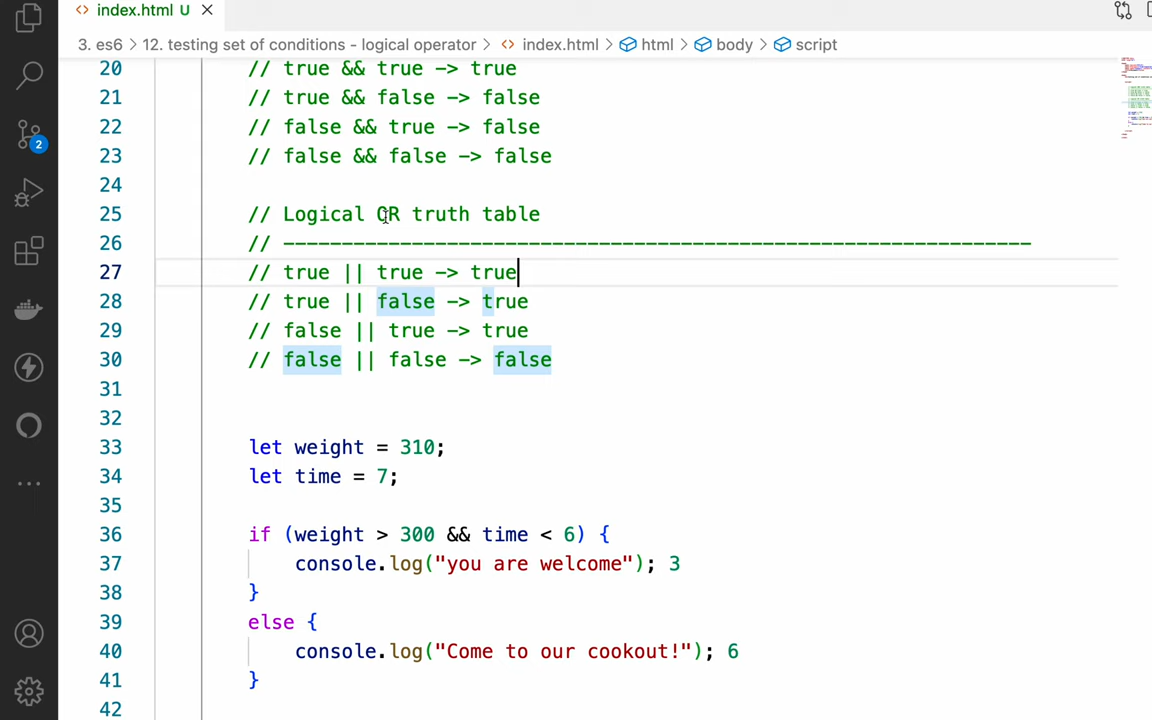 index.html U
3. es6 > 12. testing set of conditions - logical operator > index.html > html > body > script
20 // true && true -> true
21 // true && false -> false
22 // false && true -> false
23 // false && false -> false
24
25 // Logical OR truth table
26 // ----------------------------------------------------------------
27 // true || true -> true
28 // true || false -> true
29 // false || true -> true
30 // false || false -> false
31
32
33 let weight = 310;
34 let time = 7;
35
36 if (weight > 300 && time < 6) {
37 console.log("you are welcome"); 3
38 }
39 else {
40 console.log("Come to our cookout!"); 6
41 }
42
2